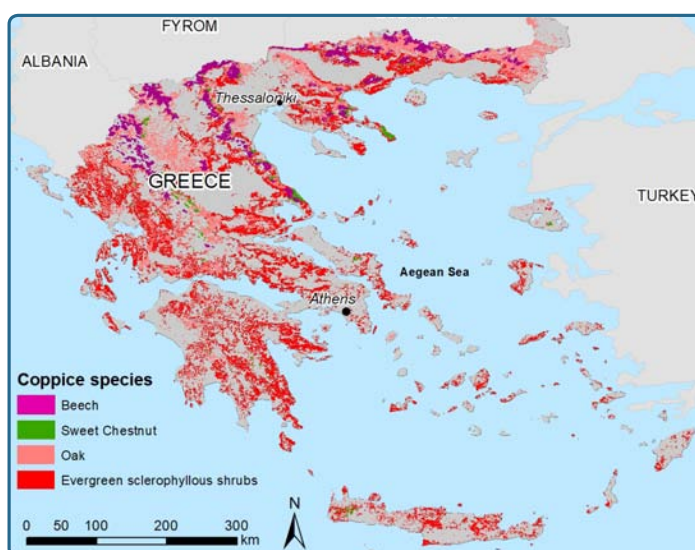 FYROM
ALBANIA
Thessaloniki
GREECE
TURKEY
Aegean Sea
Athens
Coppice species
Beech
Sweet Chestnut
Oak
Evergreen sclerophyllous shrubs
N
0 50 100 200 300
km